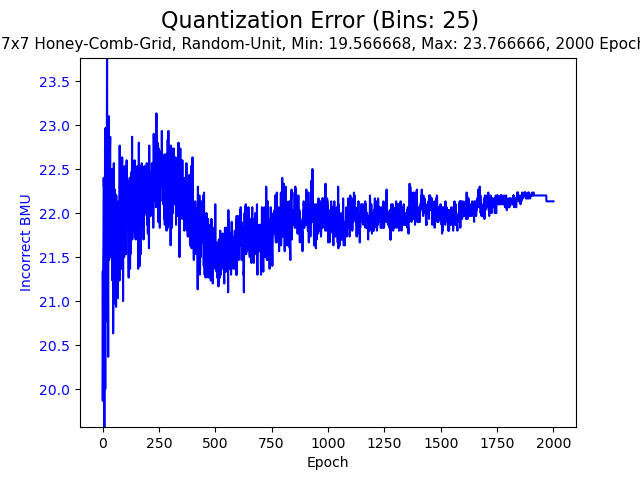 Quantization Error (Bins: 25)
7x7 Honey-Comb-Grid, Random-Unit, Min: 19.566668, Max: 23.766666, 2000 Epoch
23.5
23.0
22.5
22.0
21.5
21.0
20.5
20.0
Incorrect BMU
0 250 500 750 1000 1250 1500 1750 2000
Epoch